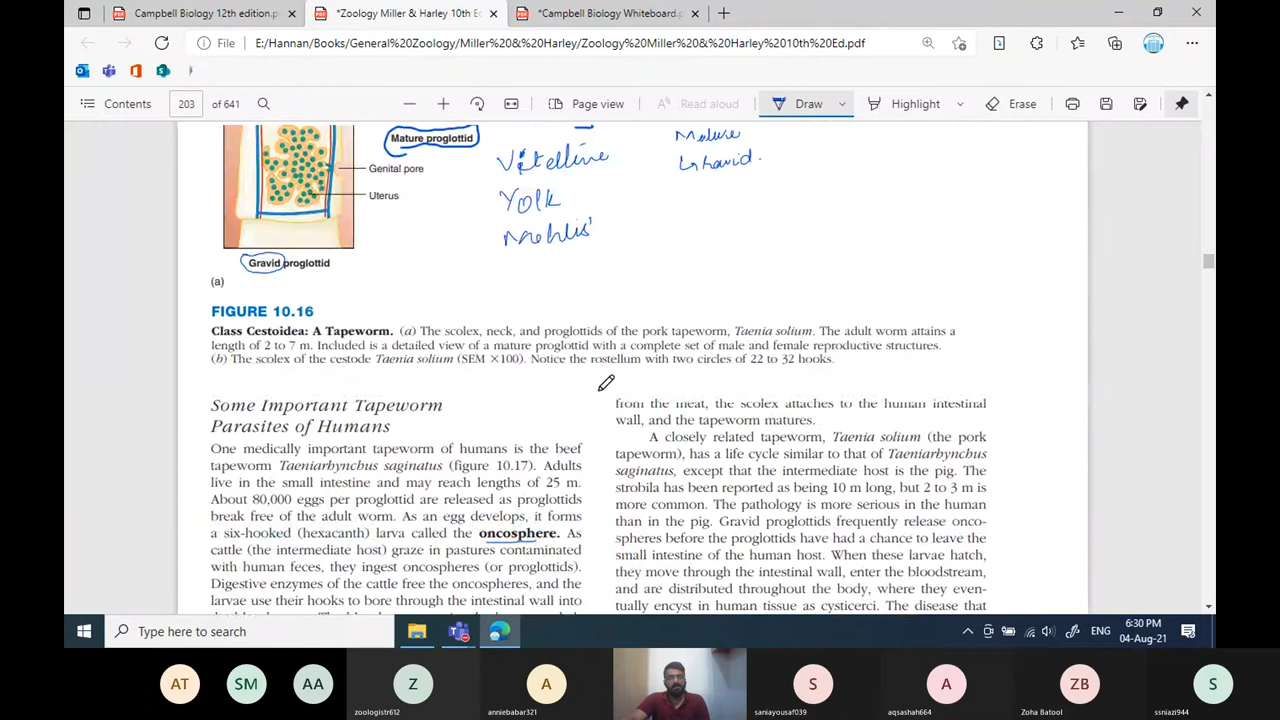 Campbell Biology 12th edition.p
*Zoology Miller & Harley 10th E
*Campbell Biology Whiteboard.p
File
E:/Hannan/Books/General%20Zoology/Miller%20&%20Harley/Zoology%20Miller%20&%20Harley%2010th%20Ed.pdf
Contents
203
of 641
Page view
Read aloud
Draw
Highlight
Erase
Mature proglottid
Mature
Vitelline
Gravid.
Genital pore
Uterus
Yolk
Mehlis'
Gravid proglottid
(a)
FIGURE 10.16
Class Cestoidea: A Tapeworm. (a) The scolex, neck, and proglottids of the pork tapeworm, Taenia solium. The adult worm attains a
length of 2 to 7 m. Included is a detailed view of a mature proglottid with a complete set of male and female reproductive structures.
(b) The scolex of the cestode Taenia solium (SEM ×100). Notice the rostellum with two circles of 22 to 32 hooks.
Some Important Tapeworm
Parasites of Humans
One medically important tapeworm of humans is the beef
tapeworm Taeniarhynchus saginatus (figure 10.17). Adults
live in the small intestine and may reach lengths of 25 m.
About 80,000 eggs per proglottid are released as proglottids
break free of the adult worm. As an egg develops, it forms
a six-hooked (hexacanth) larva called the oncosphere. As
cattle (the intermediate host) graze in pastures contaminated
with human feces, they ingest oncospheres (or proglottids).
Digestive enzymes of the cattle free the oncospheres, and the
larvae use their hooks to bore through the intestinal wall into
from the meat, the scolex attaches to the human intestinal
wall, and the tapeworm matures.
A closely related tapeworm, Taenia solium (the pork
tapeworm), has a life cycle similar to that of Taeniarhynchus
saginatus, except that the intermediate host is the pig. The
strobila has been reported as being 10 m long, but 2 to 3 m is
more common. The pathology is more serious in the human
than in the pig. Gravid proglottids frequently release onco-
spheres before the proglottids have had a chance to leave the
small intestine of the human host. When these larvae hatch,
they move through the intestinal wall, enter the bloodstream,
and are distributed throughout the body, where they even-
tually encyst in human tissue as cysticerci. The disease that
Type here to search
ENG
6:30 PM
04-Aug-21
AT
SM
AA
Z
A
S
A
ZB
S
zoologistr612
anniebabar321
saniayousaf039
aqsashah664
Zoha Batool
ssniazi944